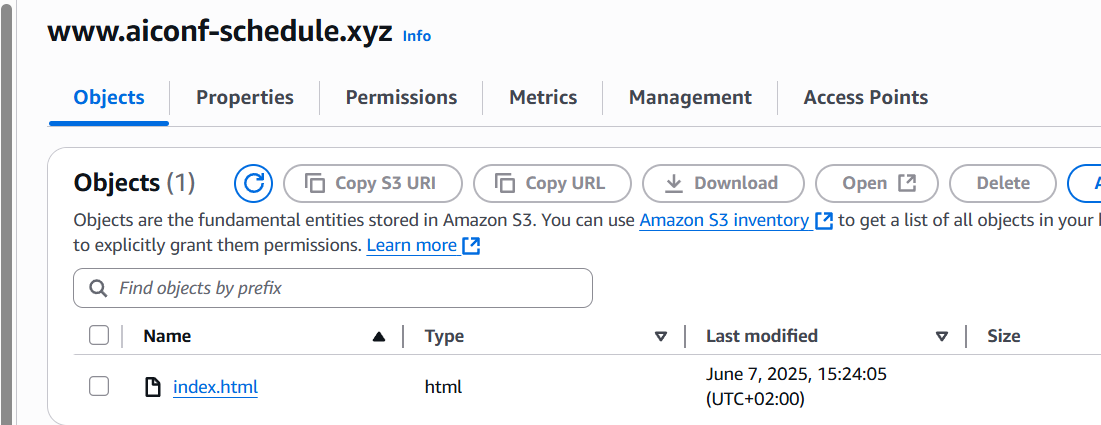 www.aiconf-schedule.xyz Info
Objects Properties Permissions Metrics Management Access Points
Objects (1) Copy S3 URI Copy URL Download Open Delete
Objects are the fundamental entities stored in Amazon S3. You can use Amazon S3 inventory to get a list of all objects in your
to explicitly grant them permissions. Learn more
Find objects by prefix
Name Type Last modified Size
index.html html June 7, 2025, 15:24:05
(UTC+02:00)